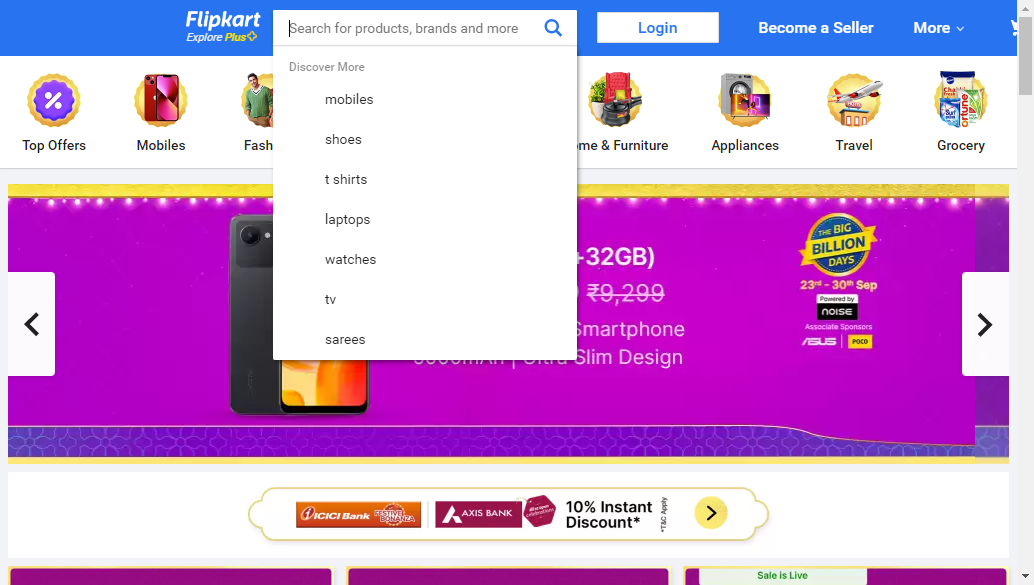 Flipkart
Explore Plus
Search for products, brands and more
Login
Become a Seller
More
Discover More
mobiles
shoes
t shirts
laptops
watches
tv
sarees
Top Offers
Mobiles
Fash
me & Furniture
Appliances
Travel
Grocery
+32GB)
₹9,299
Smartphone
5000mAh | Ultra Slim Design
THE BIG
BILLION
DAYS
23rd - 30th Sep
Powered by
noise
Associate Sponsors
ASUS
POCO
ICICI Bank
FESTIVE
BONANZA
AXIS BANK
10% Instant
Discount*
*T&C Apply
Sale is Live